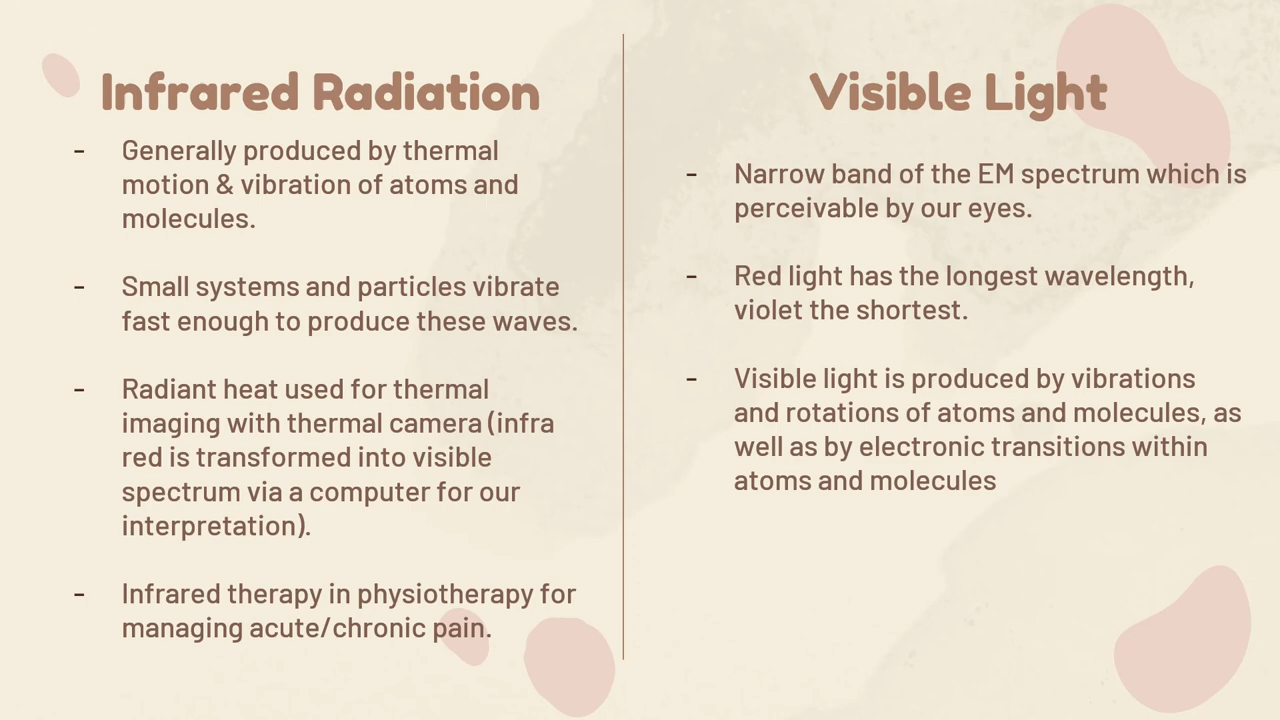 Infrared Radiation
- Generally produced by thermal
motion & vibration of atoms and
molecules.
- Small systems and particles vibrate
fast enough to produce these waves.
- Radiant heat used for thermal
imaging with thermal camera (infra
red is transformed into visible
spectrum via a computer for our
interpretation).
- Infrared therapy in physiotherapy for
managing acute/chronic pain.
Visible Light
- Narrow band of the EM spectrum which is
perceivable by our eyes.
- Red light has the longest wavelength,
violet the shortest.
- Visible light is produced by vibrations
and rotations of atoms and molecules, as
well as by electronic transitions within
atoms and molecules